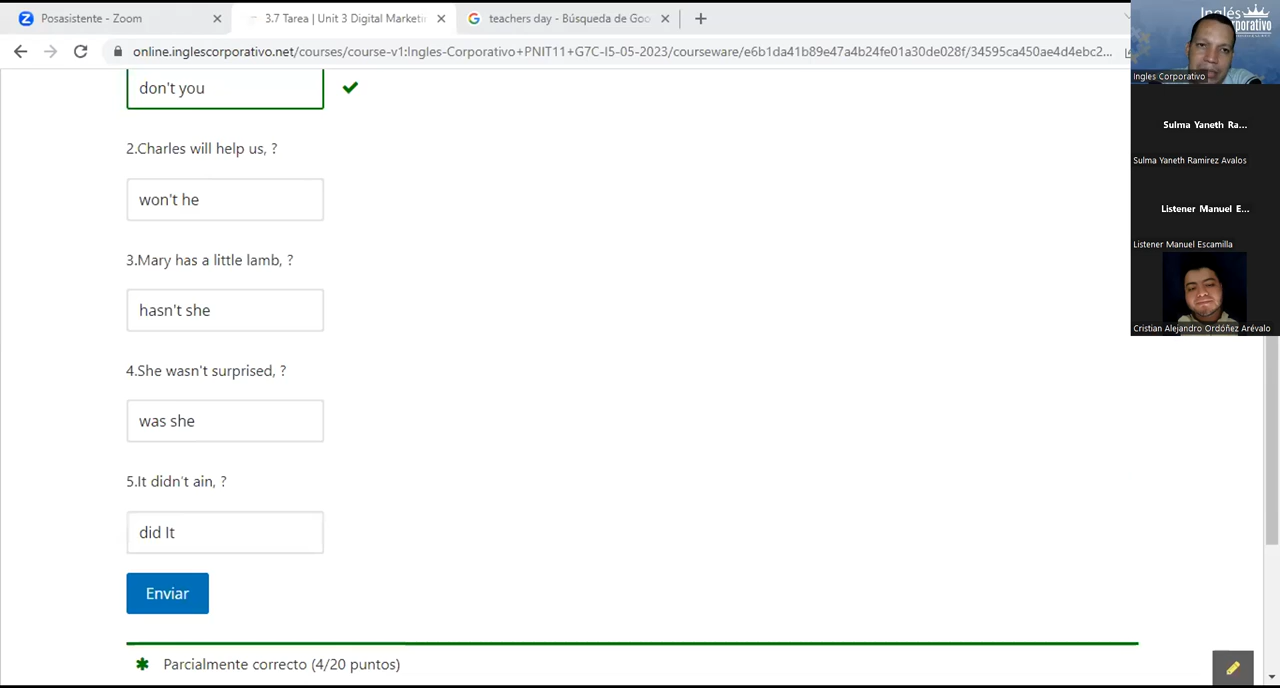 Posasistente - Zoom
3.7 Tarea | Unit 3 Digital Marketi
teachers day - Búsqueda de Goo
online.inglescorporativo.net/courses/course-v1:Ingles-Corporativo+PNIT11+G7C-I5-05-2023/courseware/e6b1da41b89e47a4b24fe01a30de028f/34595ca450ae4d4ebc2...
don't you
2.Charles will help us, ?
won't he
3.Mary has a little lamb, ?
hasn't she
4.She wasn't surprised, ?
was she
5.It didn't ain, ?
did It
Enviar
Parcialmente correcto (4/20 puntos)
Inglés
orporativo
Ingles Corporativo
Sulma Yaneth Ra...
Sulma Yaneth Ramirez Avalos
Listener Manuel E...
Listener Manuel Escamilla
Cristian Alejandro Ordóñez Arévalo